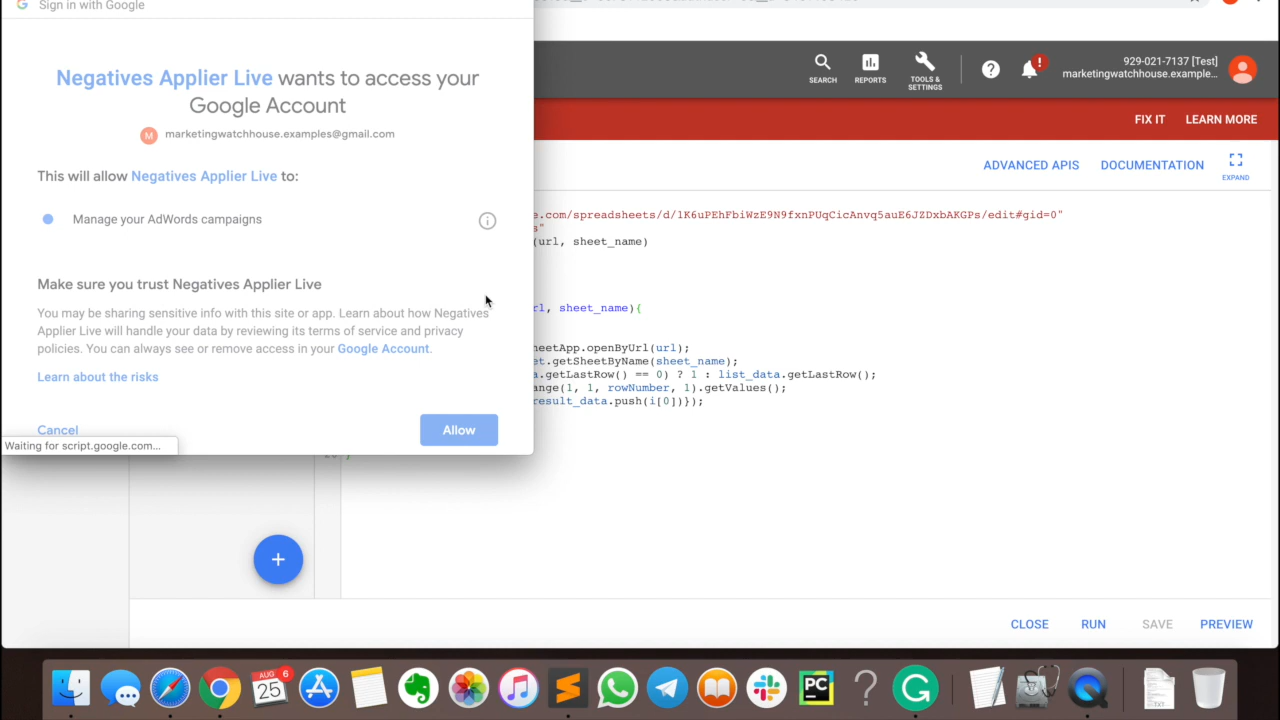 Sign in with Google
Negatives Applier Live wants to access your
Google Account
M marketingwatchhouse.examples@gmail.com
This will allow Negatives Applier Live to:
Manage your AdWords campaigns
Make sure you trust Negatives Applier Live
You may be sharing sensitive info with this site or app. Learn about how Negatives
Applier Live will handle your data by reviewing its terms of service and privacy
policies. You can always see or remove access in your Google Account.
Learn about the risks
Cancel
Allow
Waiting for script.google.com...
SEARCH
REPORTS
TOOLS &
SETTINGS
929-021-7137 [Test]
marketingwatchhouse.example...
FIX IT
LEARN MORE
ADVANCED APIS
DOCUMENTATION
EXPAND
e.com/spreadsheets/d/1K6uPEhFbiWzE9N9fxnPUqCicAnvq5auE6JZDxbAKGPs/edit#gid=0"
s"
(url, sheet_name)
rl, sheet_name){
heetApp.openByUrl(url);
et.getSheetByName(sheet_name);
a.getLastRow() == 0) ? 1 : list_data.getLastRow();
ange(1, 1, rowNumber, 1).getValues();
result_data.push(i[0])});
+
CLOSE
RUN
SAVE
PREVIEW
AUG
6
25
PC
?
.TXT